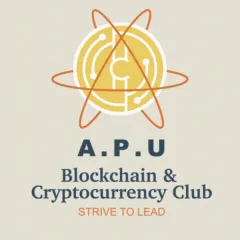 A.P.U
Blockchain &
Cryptocurrency Club
STRIVE TO LEAD